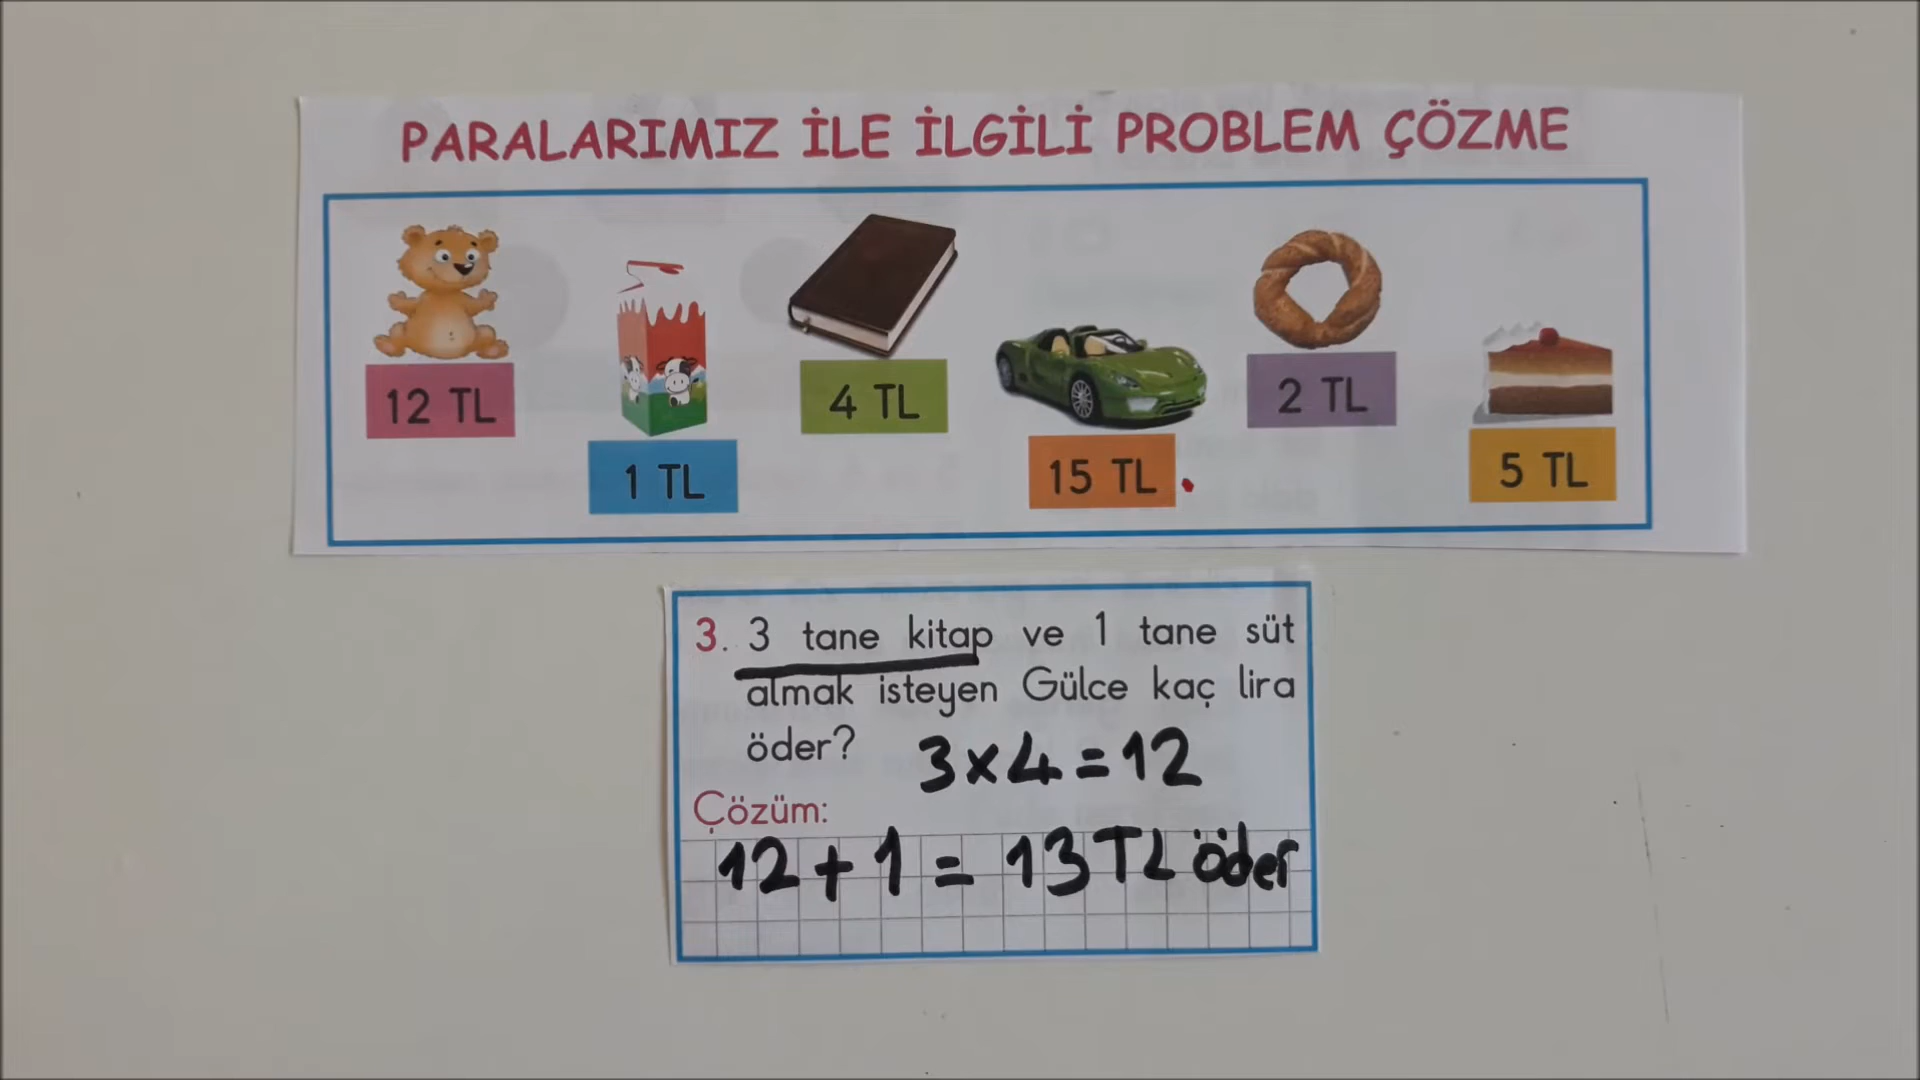 PARALARIMIZ İLE İLGİLİ PROBLEM ÇÖZME
12 TL
1 TL
4 TL
15 TL
2 TL
5 TL
3. 3 tane kitap ve 1 tane süt
almak isteyen Gülce kaç lira
öder?
3x4=12
Çözüm:
12+1 = 13 TL öder